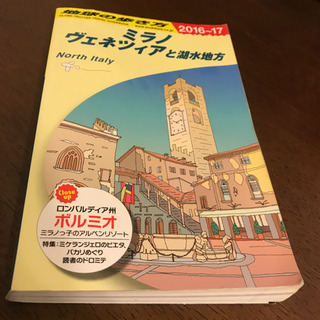 地球の歩き方
2016~17
ミラノ
ヴェネツィアと湖水地方
North Italy
Close up
ロンバルディア州
ボルミオ
ミラノっ子のアルペンリゾート
特集:ミケランジェロのピエタ、
バカリめぐり
読者のドロミテ